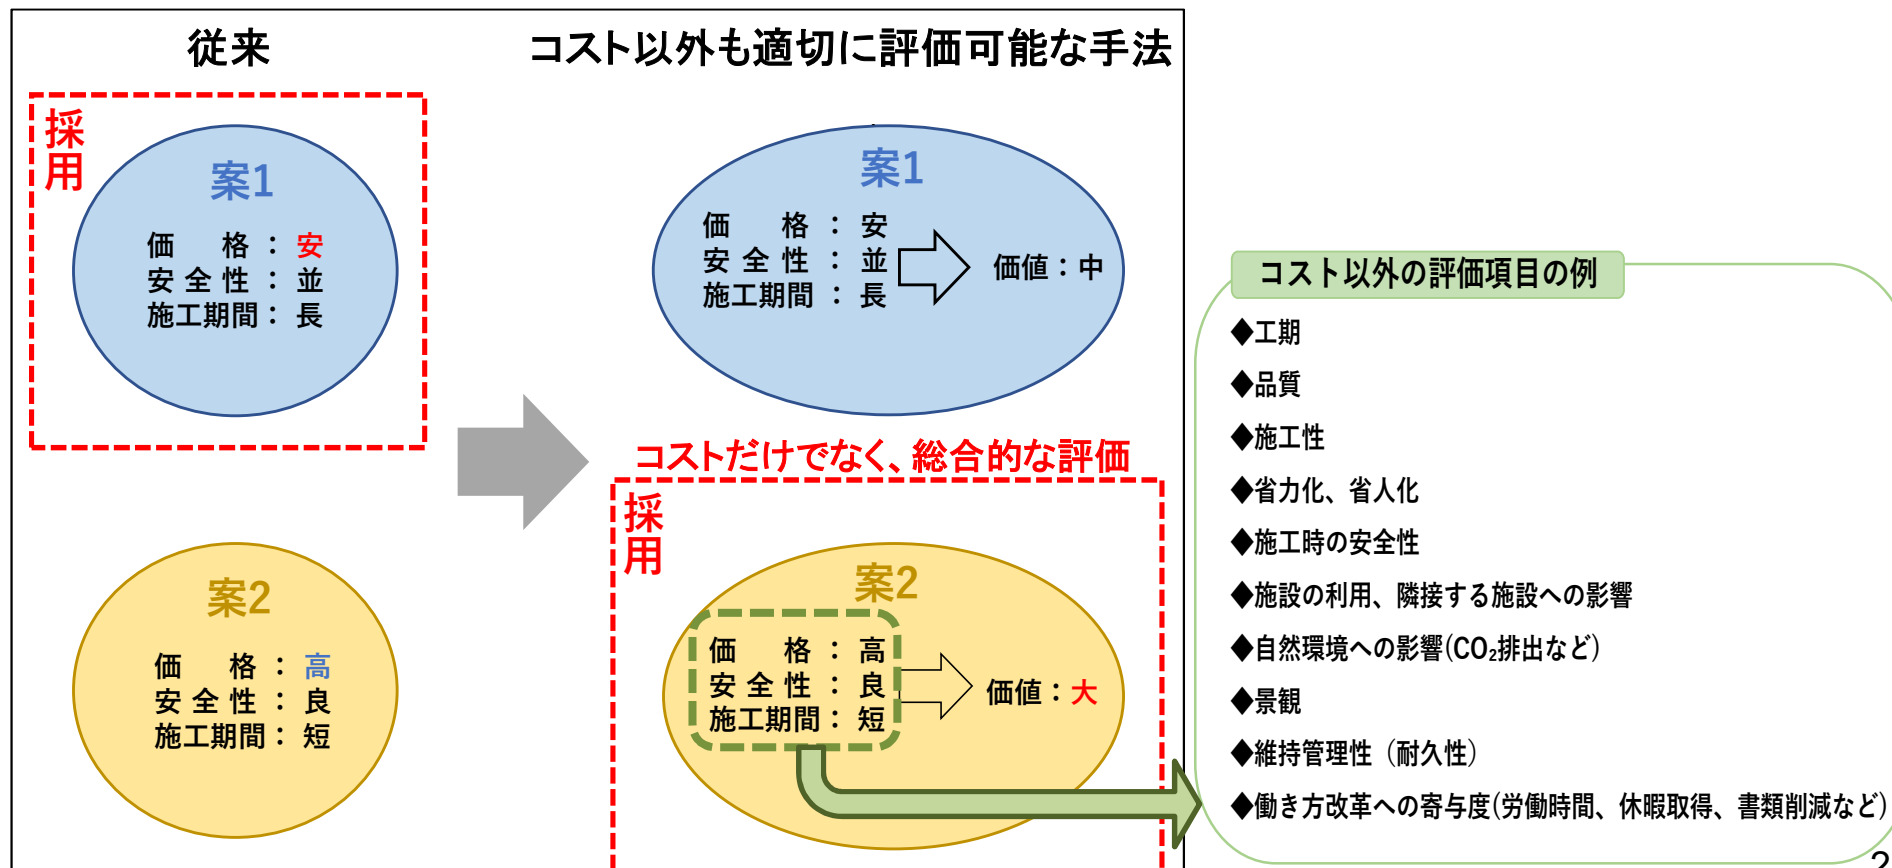 従来
採用
案1
価格：安
安全性：並
施工期間：長
案2
価格：高
安全性：良
施工期間：短
コスト以外も適切に評価可能な手法
案1
価格：安
安全性：並
施工期間：長
価値：中
コストだけでなく、総合的な評価
採用
案2
価格：高
安全性：良
施工期間：短
価値：大
コスト以外の評価項目の例
◆工期
◆品質
◆施工性
◆省力化、省人化
◆施工時の安全性
◆施設の利用、隣接する施設への影響
◆自然環境への影響(CO₂排出など)
◆景観
◆維持管理性（耐久性）
◆働き方改革への寄与度(労働時間、休暇取得、書類削減など)
2